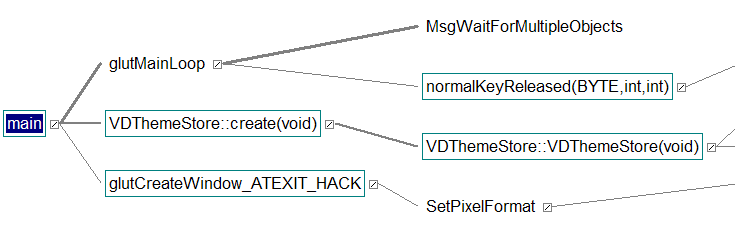 MsgWaitForMultipleObjects
glutMainLoop
normalKeyReleased(BYTE,int,int)
main
VDThemeStore::create(void)
VDThemeStore::VDThemeStore(void)
glutCreateWindow_ATEXIT_HACK
SetPixelFormat